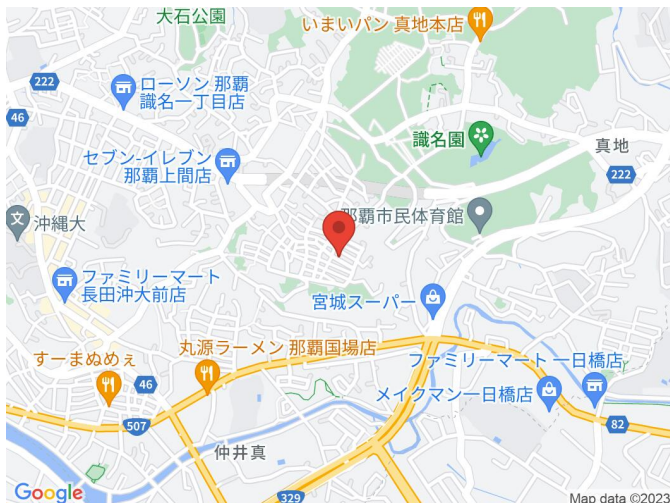 大石公園
いまいパン 真地本店
222
ローソン 那覇
識名一丁目店
46
識名園
真地
セブン-イレブン
那覇上間店
222
沖縄大
文
那覇市民体育館
ファミリーマート
長田沖大前店
宮城スーパー
丸源ラーメン 那覇国場店
すーまぬめぇ
46
ファミリーマート 一日橋店
メイクマン一日橋店
507
82
仲井真
329
Google
Map data ©2023